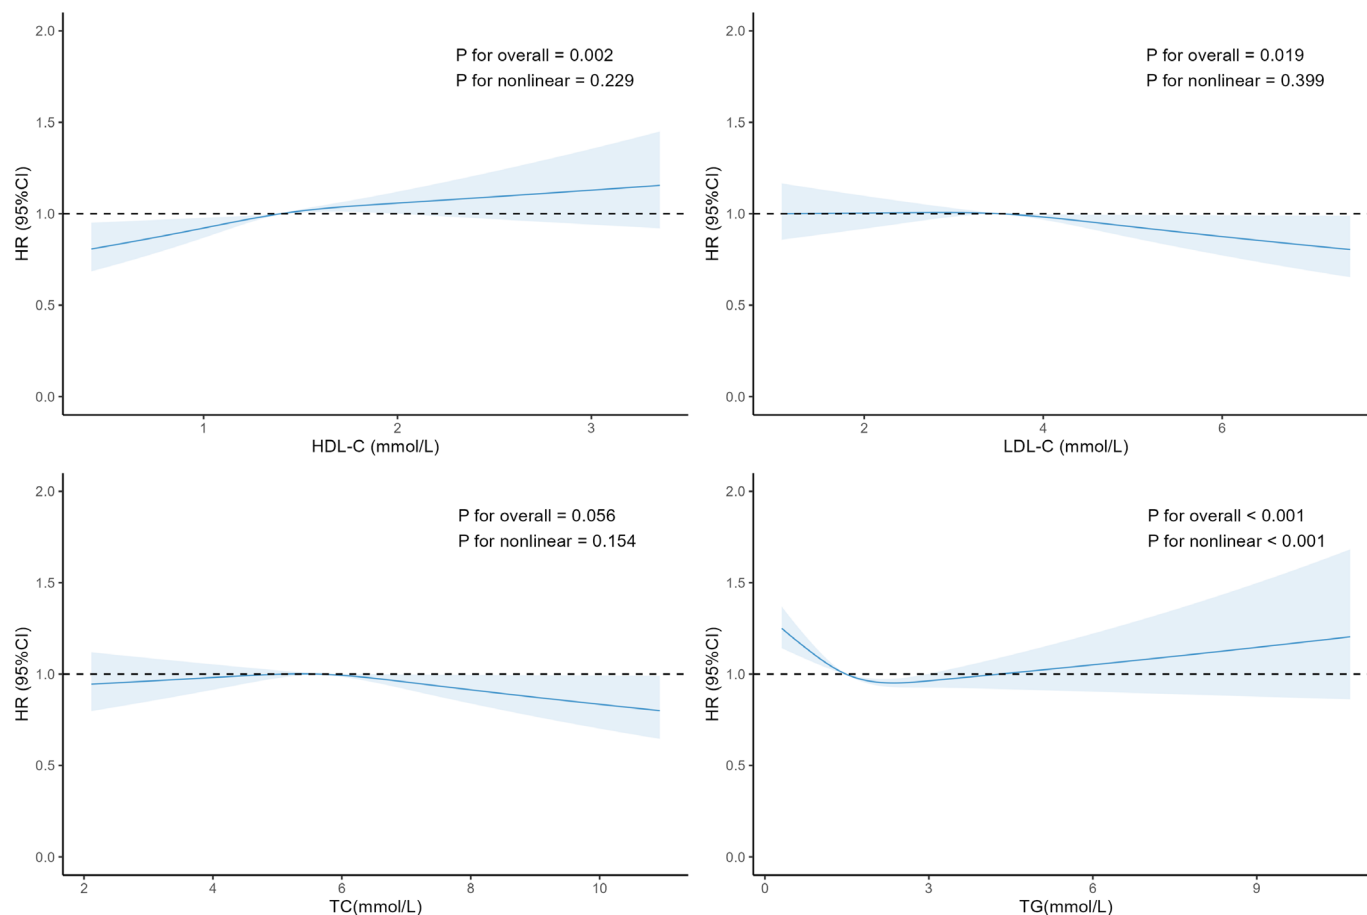 P for overall = 0.002
P for nonlinear = 0.229
HR (95%CI)
2.0
1.5
1.0
0.5
0.0
1 2 3
HDL-C (mmol/L)
P for overall = 0.019
P for nonlinear = 0.399
HR (95%CI)
2.0
1.5
1.0
0.5
0.0
2 4 6
LDL-C (mmol/L)
P for overall = 0.056
P for nonlinear = 0.154
HR (95%CI)
2.0
1.5
1.0
0.5
0.0
2 4 6 8 10
TC(mmol/L)
P for overall < 0.001
P for nonlinear < 0.001
HR (95%CI)
2.0
1.5
1.0
0.5
0.0
0 3 6 9
TG(mmol/L)